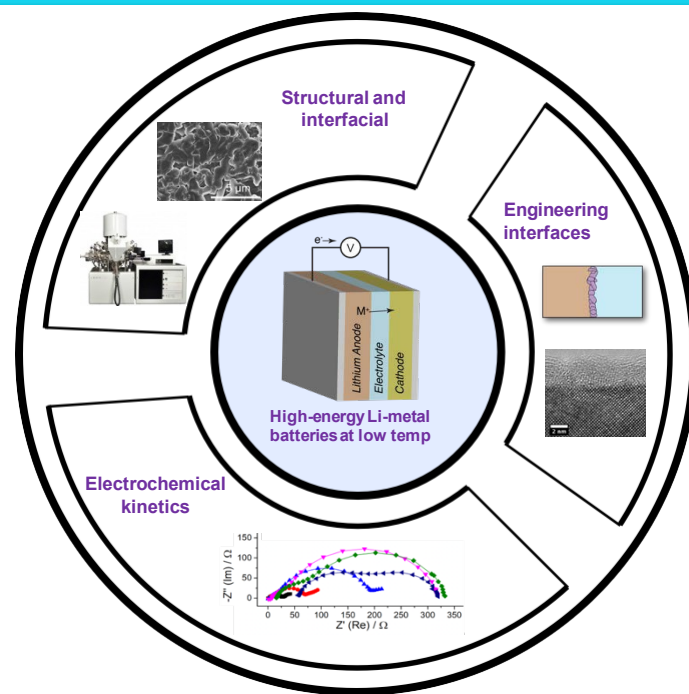 Structural and
interfacial
5 um
Engineering
interfaces
e-→
V
M+
Lithium Anode
Electrolyte
Cathode
2 nm
High-energy Li-metal
batteries at low temp
Electrochemical
kinetics
-Z'' (Im) / Ω
150
100
50
0
0 50 100 150 200 250 300 350
Z' (Re) / Ω